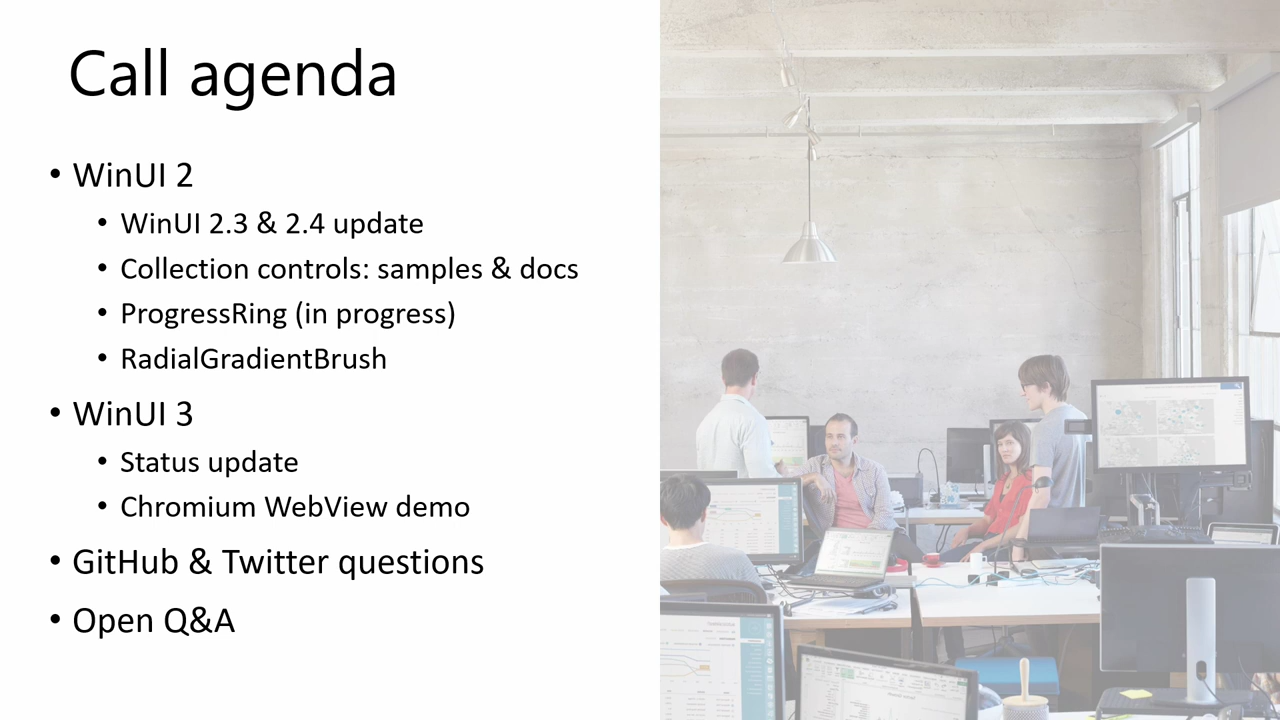 Call agenda
• WinUI 2
• WinUI 2.3 & 2.4 update
• Collection controls: samples & docs
• ProgressRing (in progress)
• RadialGradientBrush
• WinUI 3
• Status update
• Chromium WebView demo
• GitHub & Twitter questions
• Open Q&A